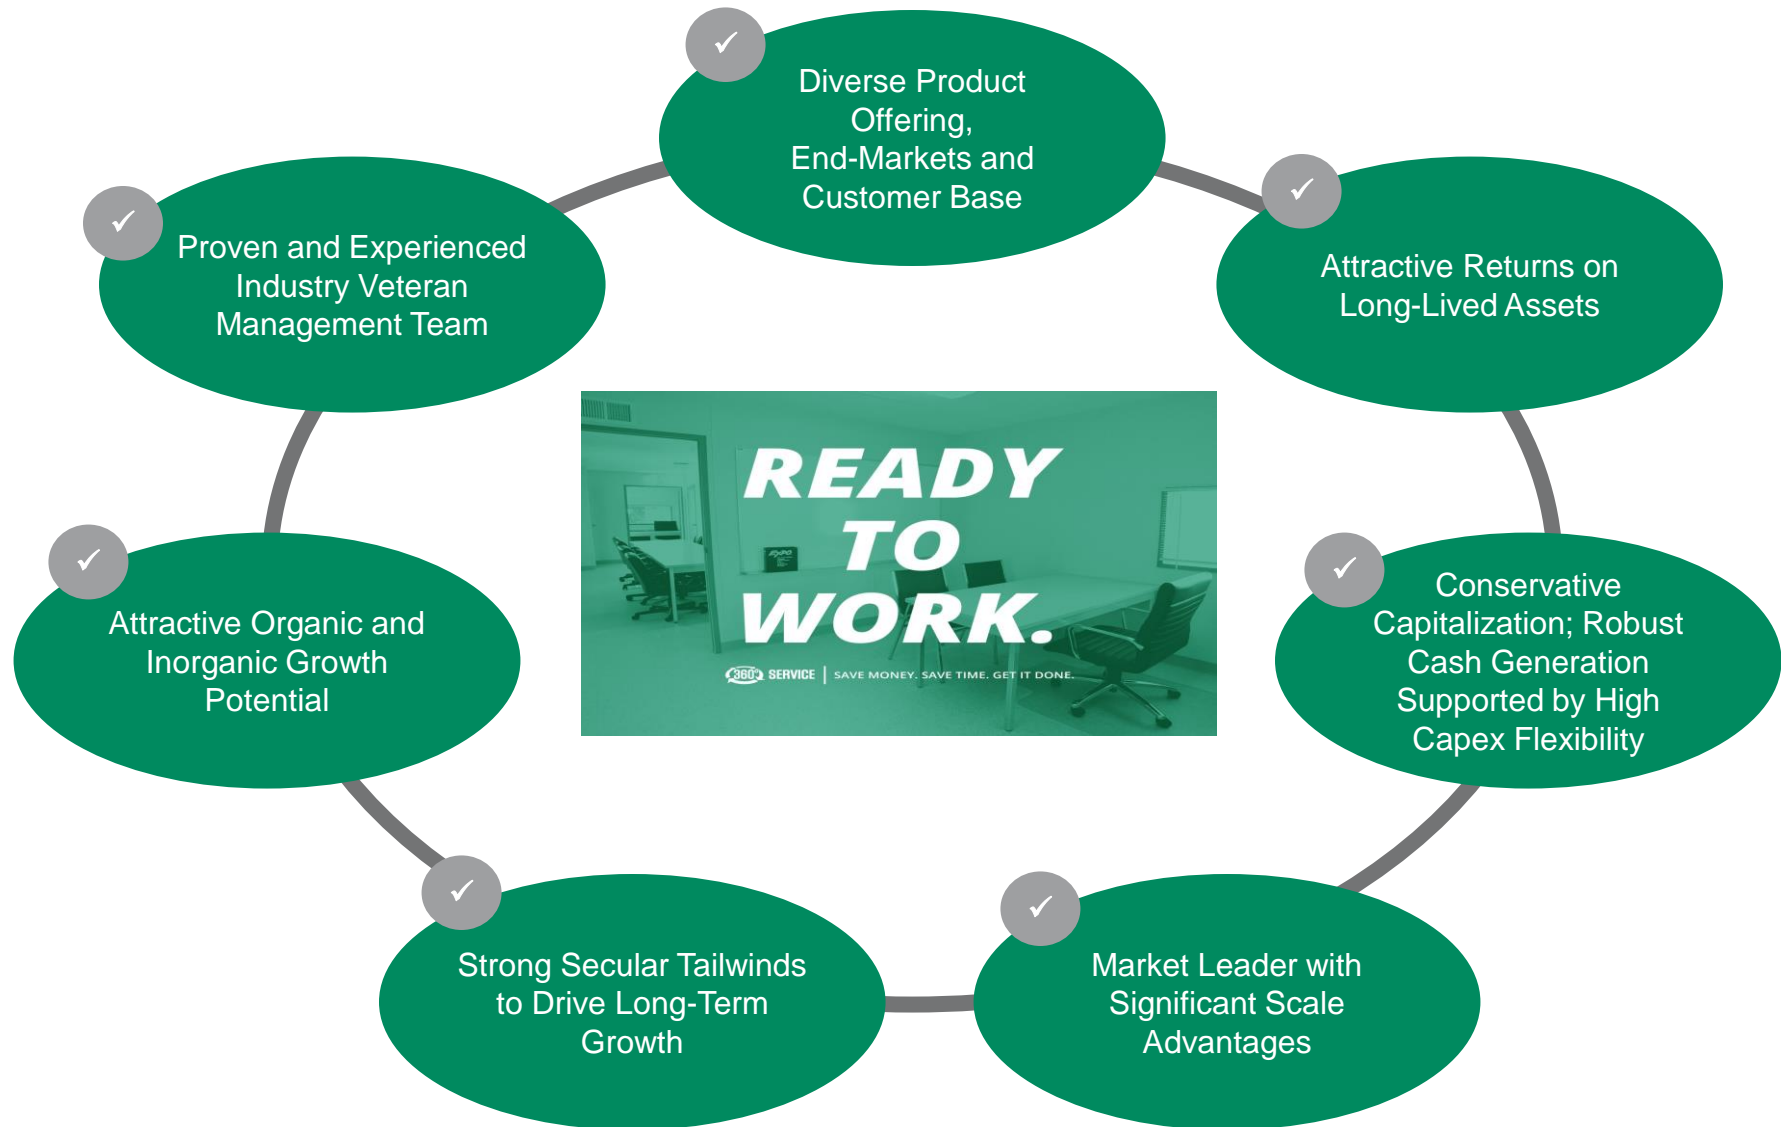 ✓
Diverse Product
Offering,
End-Markets and
Customer Base
✓
Attractive Returns on
Long-Lived Assets
✓
Conservative
Capitalization; Robust
Cash Generation
Supported by High
Capex Flexibility
✓
Market Leader with
Significant Scale
Advantages
✓
Strong Secular Tailwinds
to Drive Long-Term
Growth
✓
Attractive Organic and
Inorganic Growth
Potential
✓
Proven and Experienced
Industry Veteran
Management Team
READY
TO
WORK.
EXPO
360° SERVICE | SAVE MONEY. SAVE TIME. GET IT DONE.